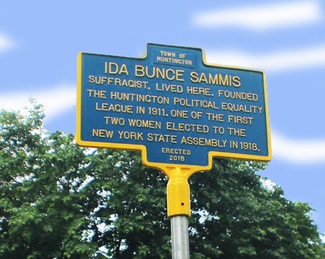 TOWN OF
HUNTINGTON
IDA BUNCE SAMMIS
SUFFRAGIST, LIVED HERE. FOUNDED
THE HUNTINGTON POLITICAL EQUALITY
LEAGUE IN 1911. ONE OF THE FIRST
TWO WOMEN ELECTED TO THE
NEW YORK STATE ASSEMBLY IN 1918.
ERECTED
2018